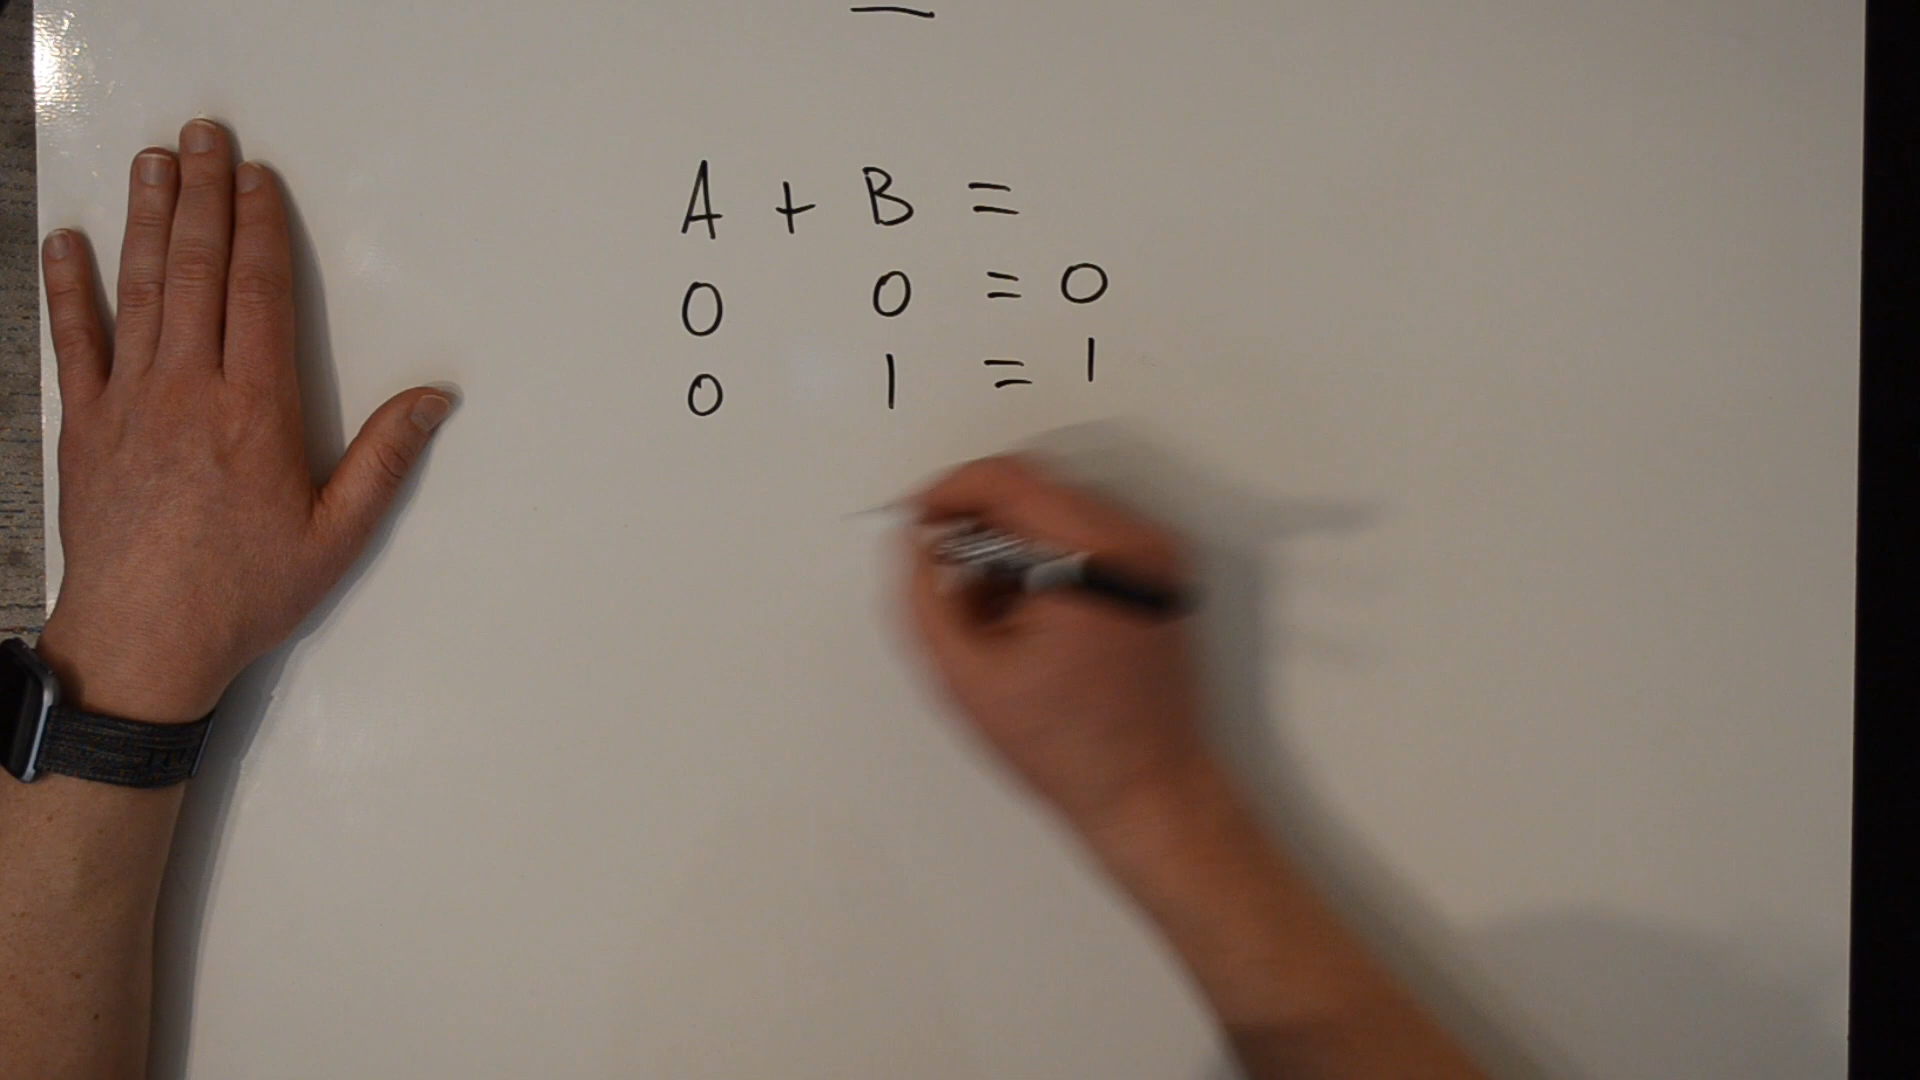 A + B =
0 0 = 0
0 1 = 1